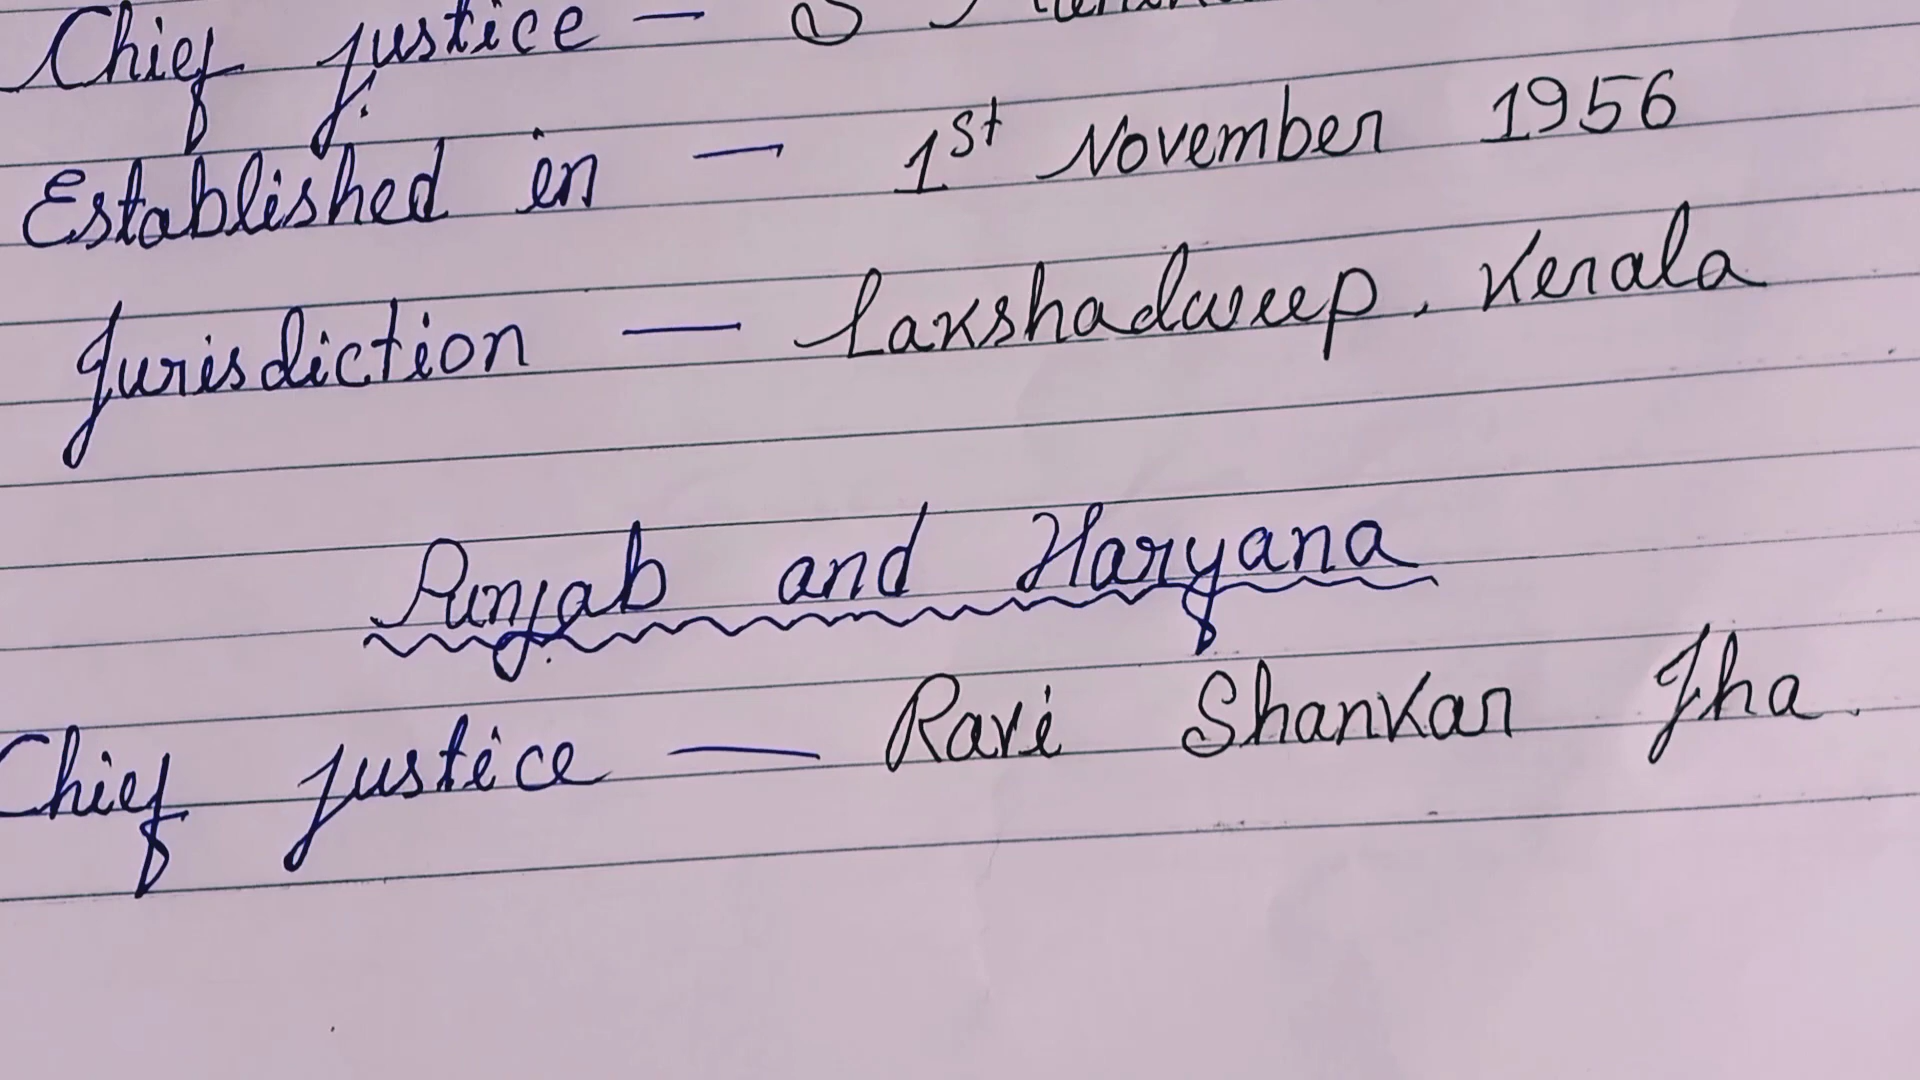 Chief justice —
Established in — 1st November 1956
Jurisdiction — Lakshadweep, Kerala
Punjab and Haryana
Chief justice — Ravi Shankar Jha.